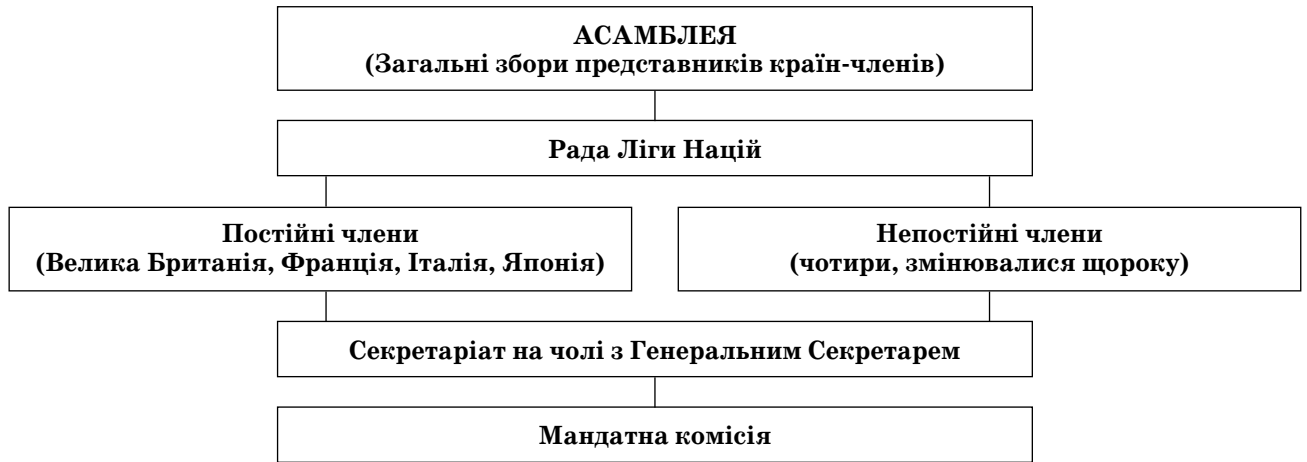 АСАМБЛЕЯ
(Загальні збори представників країн-членів)
Рада Ліги Націй
Постійні члени
(Велика Британія, Франція, Італія, Японія)
Непостійні члени
(чотири, змінювалися щороку)
Секретаріат на чолі з Генеральним Секретарем
Мандатна комісія